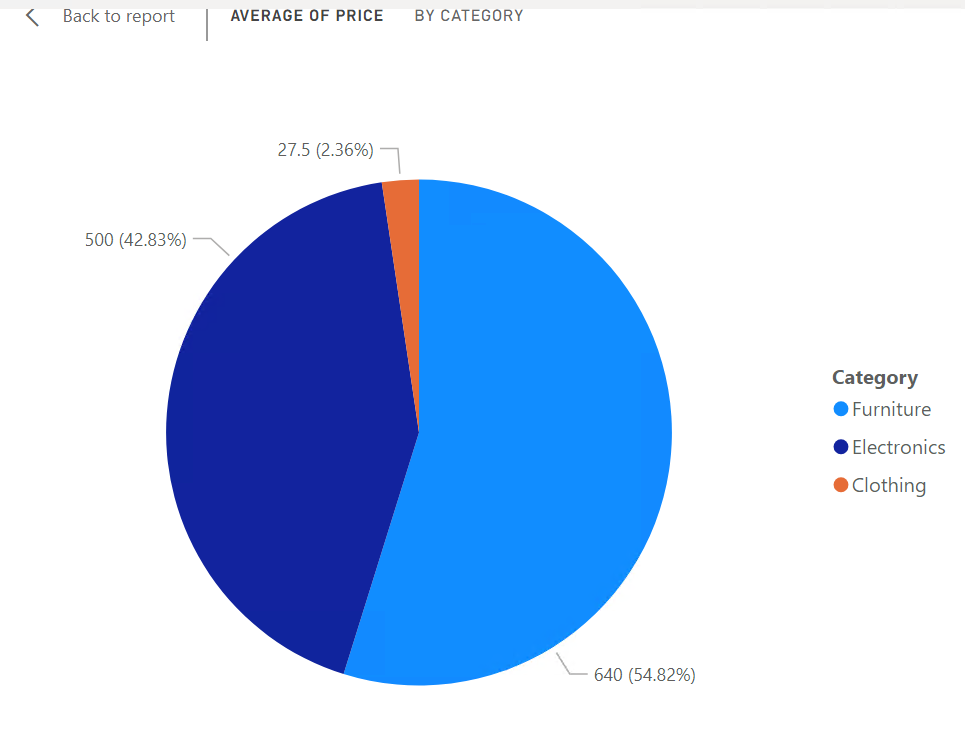 Back to report
AVERAGE OF PRICE BY CATEGORY
27.5 (2.36%)
500 (42.83%)
Category
Furniture
Electronics
Clothing
640 (54.82%)